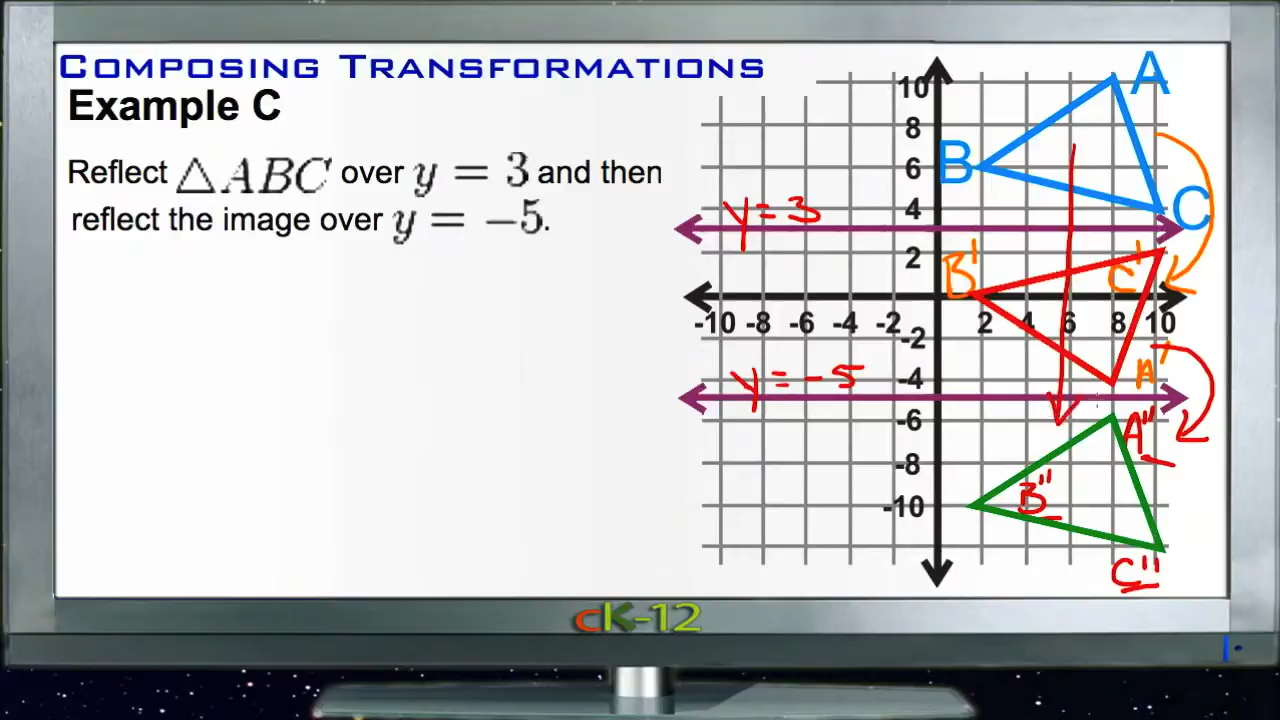 COMPOSING TRANSFORMATIONS
Example C
Reflect △ABC over y = 3 and then
reflect the image over y = −5.
10
8
6
4
2
-10 -8 -6 -4 -2 2 4 6 8 10
-2
-4
-6
-8
-10
A
B
C
y = 3
B'
C'
A'
y = -5
A"
B"
C"
cK-12